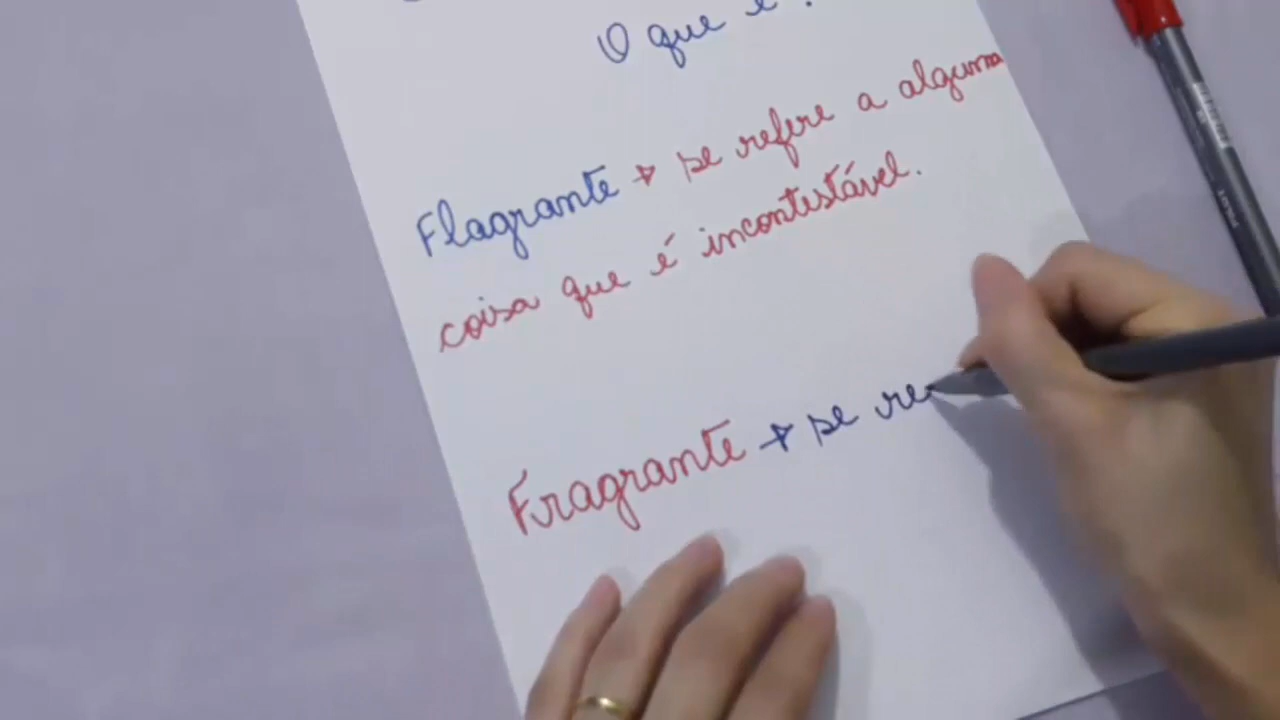 O que é?
Flagrante → se refere a alguma
coisa que é incontestável.
Fragrante → se re